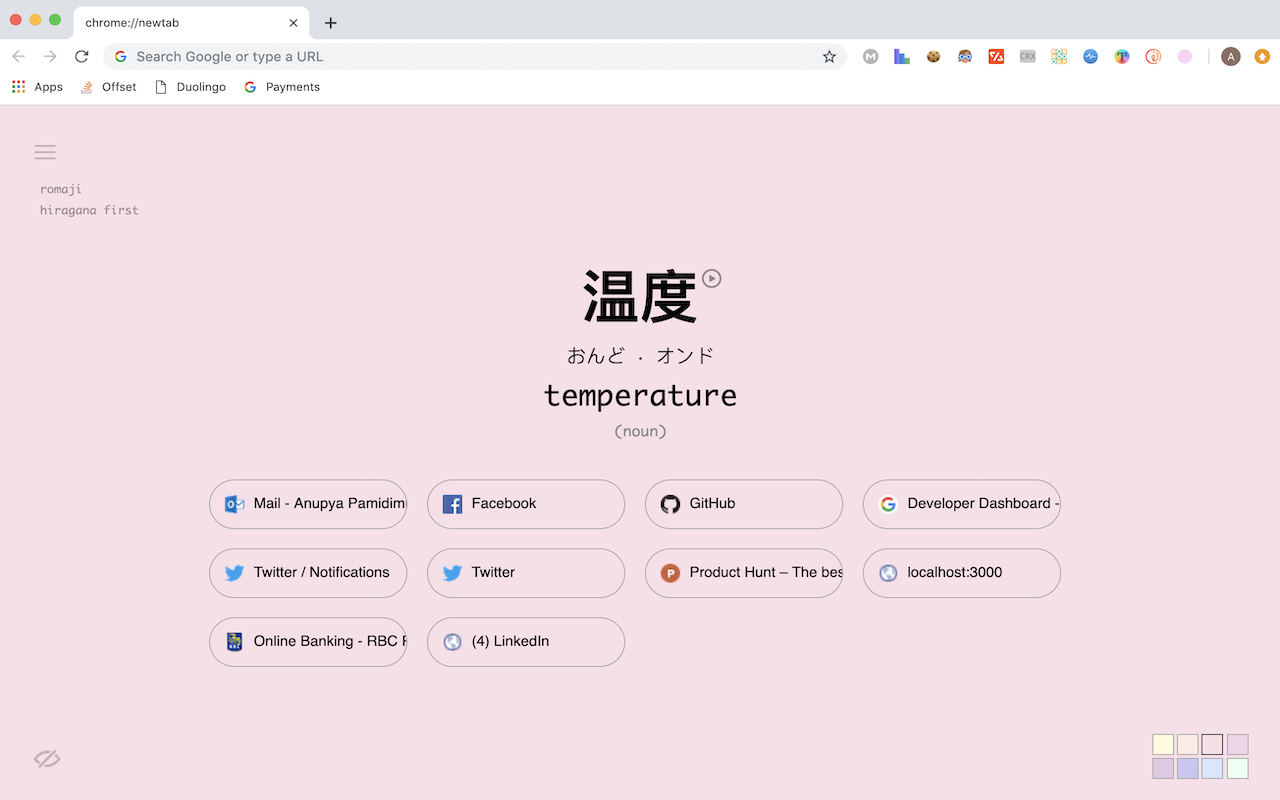 chrome://newtab
Search Google or type a URL
CRX
A
Apps Offset Duolingo Payments
romaji
hiragana first
温度
おんど · オンド
temperature
(noun)
Mail - Anupya Pamidim Facebook GitHub Developer Dashboard -
Twitter / Notifications Twitter Product Hunt – The bes localhost:3000
Online Banking - RBC (4) LinkedIn